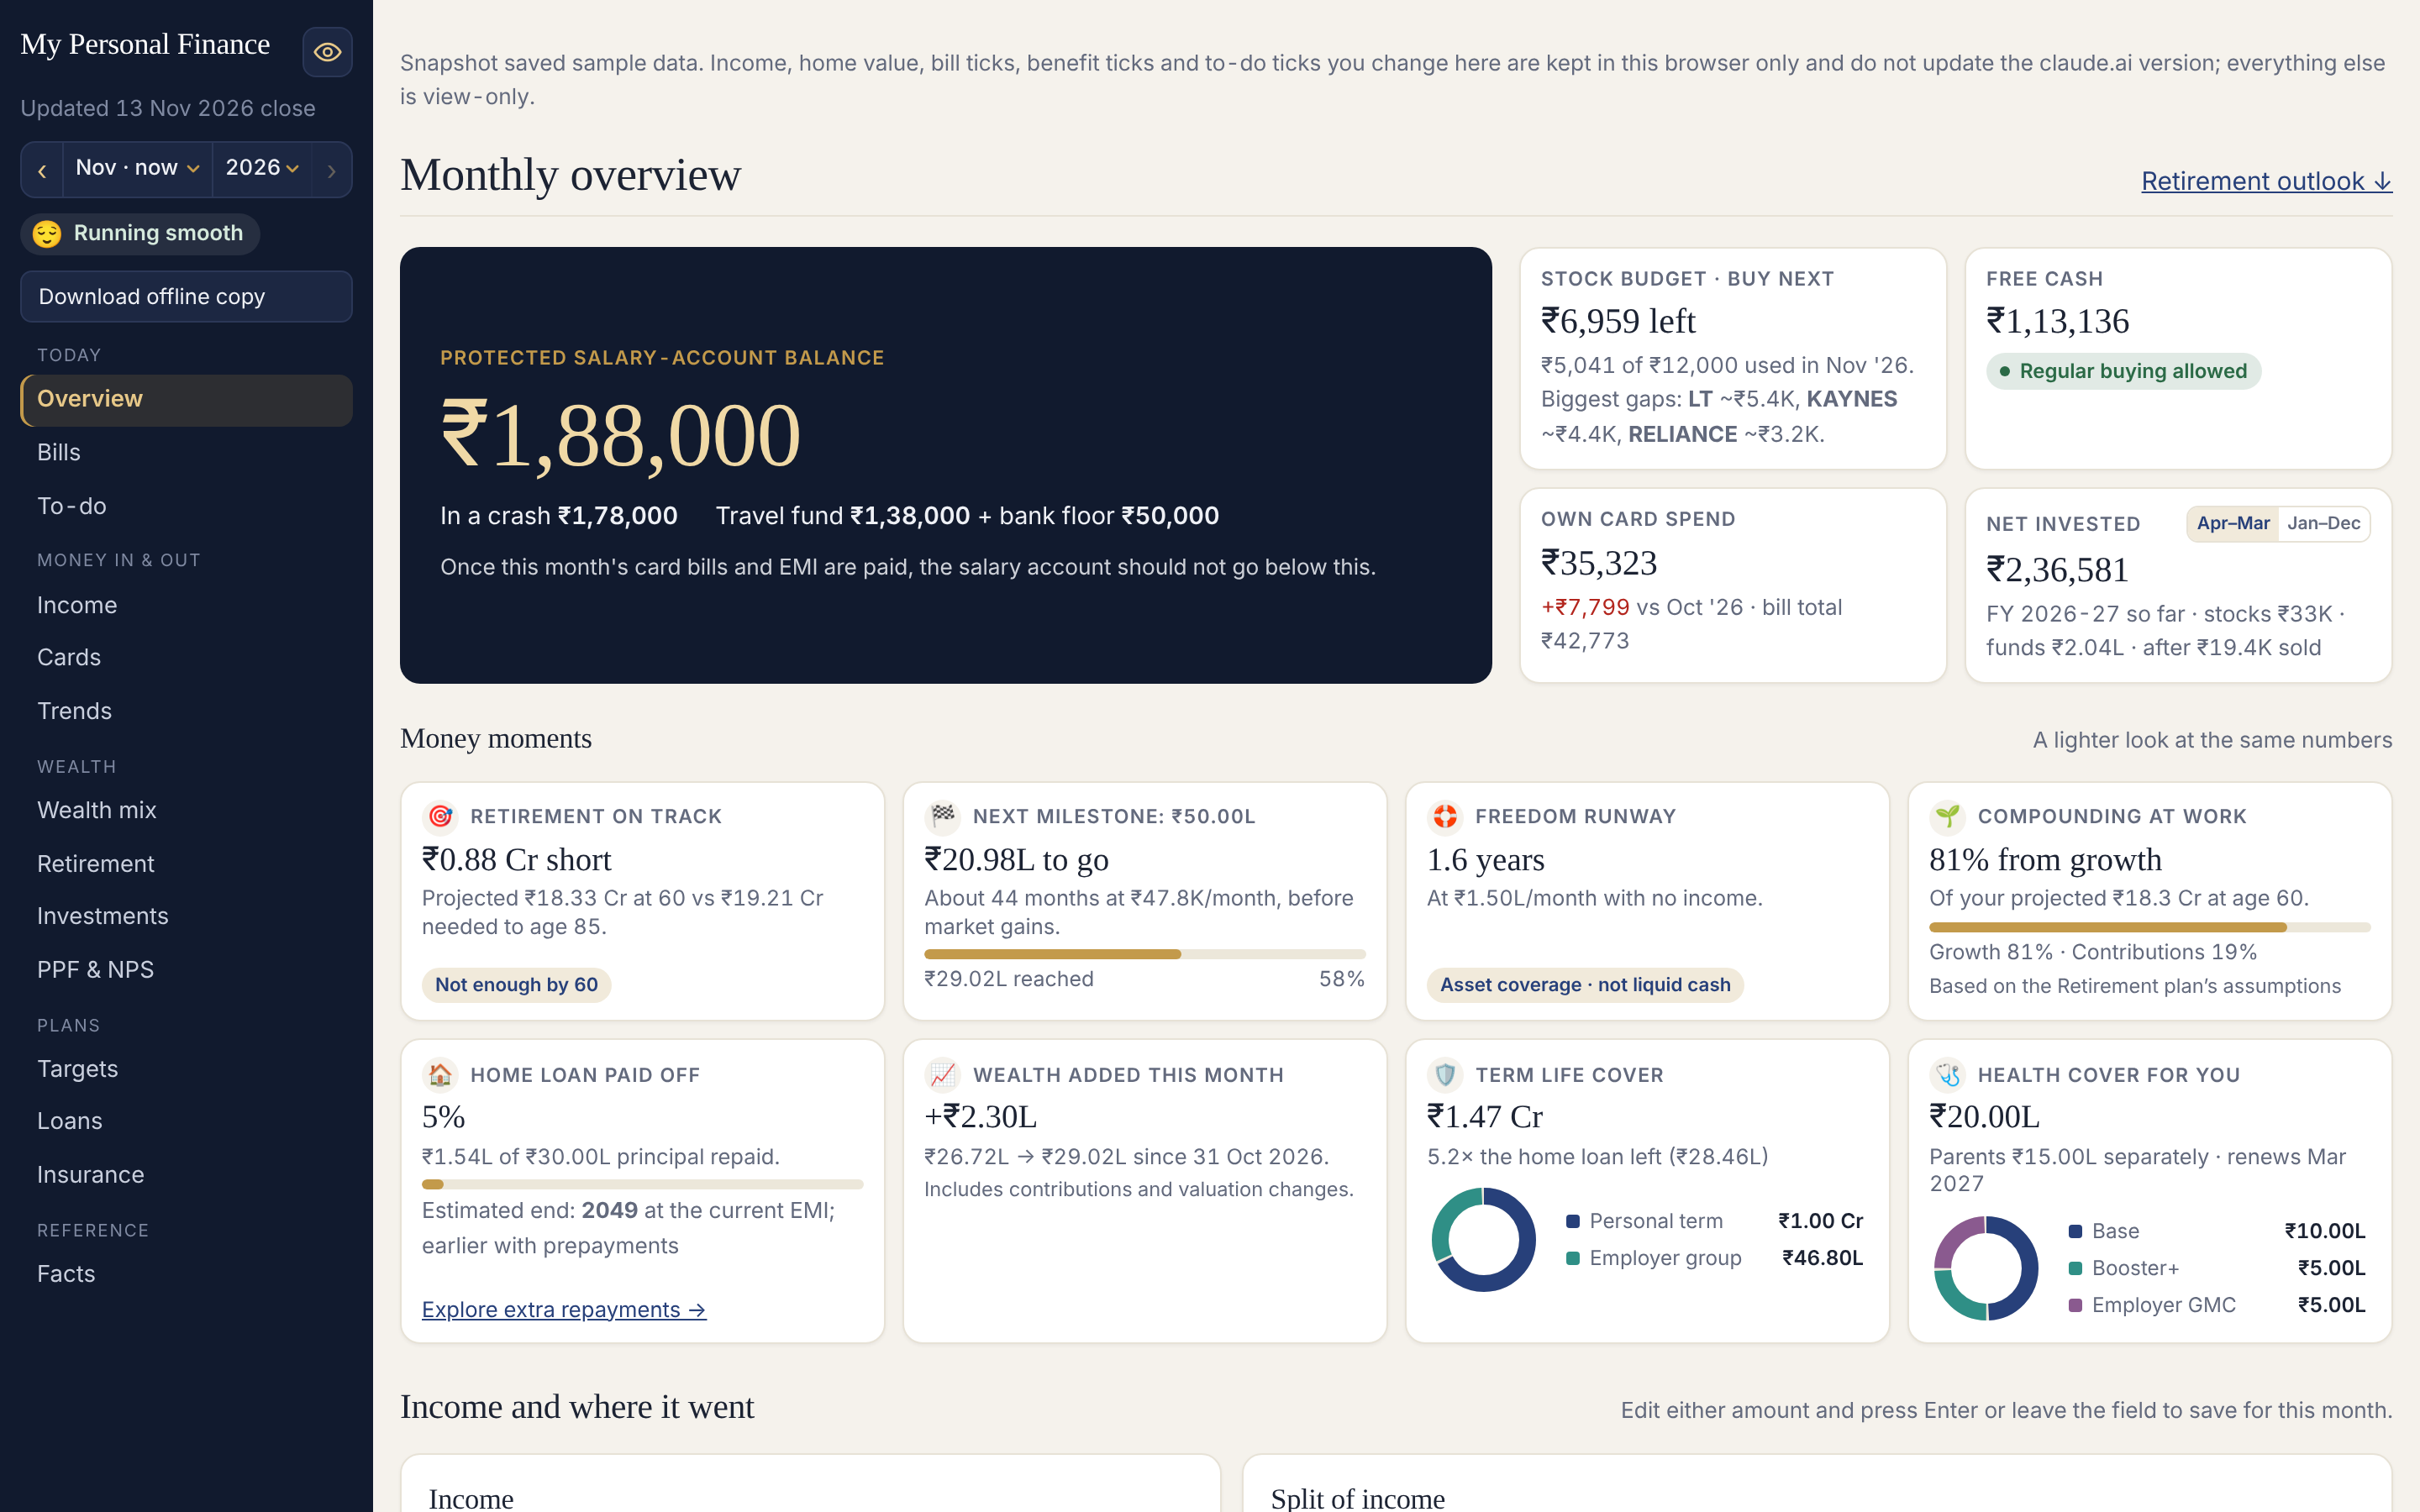 My Personal Finance
Updated 13 Nov 2026 close
‹ Nov · now 2026 ›
😌 Running smooth
Download offline copy
TODAY
Overview
Bills
To-do
MONEY IN & OUT
Income
Cards
Trends
WEALTH
Wealth mix
Retirement
Investments
PPF & NPS
PLANS
Targets
Loans
Insurance
REFERENCE
Facts
Snapshot saved sample data. Income, home value, bill ticks, benefit ticks and to-do ticks you change here are kept in this browser only and do not update the claude.ai version; everything else
is view-only.
Monthly overview
Retirement outlook ↓
PROTECTED SALARY-ACCOUNT BALANCE
₹1,88,000
In a crash ₹1,78,000 Travel fund ₹1,38,000 + bank floor ₹50,000
Once this month's card bills and EMI are paid, the salary account should not go below this.
STOCK BUDGET · BUY NEXT
₹6,959 left
₹5,041 of ₹12,000 used in Nov '26.
Biggest gaps: LT ~₹5.4K, KAYNES
~₹4.4K, RELIANCE ~₹3.2K.
FREE CASH
₹1,13,136
Regular buying allowed
OWN CARD SPEND
₹35,323
+₹7,799 vs Oct '26 · bill total
₹42,773
NET INVESTED
Apr–Mar Jan–Dec
₹2,36,581
FY 2026-27 so far · stocks ₹33K ·
funds ₹2.04L · after ₹19.4K sold
Money moments
A lighter look at the same numbers
RETIREMENT ON TRACK
₹0.88 Cr short
Projected ₹18.33 Cr at 60 vs ₹19.21 Cr
needed to age 85.
Not enough by 60
NEXT MILESTONE: ₹50.00L
₹20.98L to go
About 44 months at ₹47.8K/month, before
market gains.
₹29.02L reached 58%
FREEDOM RUNWAY
1.6 years
At ₹1.50L/month with no income.
Asset coverage · not liquid cash
COMPOUNDING AT WORK
81% from growth
Of your projected ₹18.3 Cr at age 60.
Growth 81% · Contributions 19%
Based on the Retirement plan’s assumptions
HOME LOAN PAID OFF
5%
₹1.54L of ₹30.00L principal repaid.
Estimated end: 2049 at the current EMI;
earlier with prepayments
Explore extra repayments →
WEALTH ADDED THIS MONTH
+₹2.30L
₹26.72L → ₹29.02L since 31 Oct 2026.
Includes contributions and valuation changes.
TERM LIFE COVER
₹1.47 Cr
5.2× the home loan left (₹28.46L)
Personal term ₹1.00 Cr
Employer group ₹46.80L
HEALTH COVER FOR YOU
₹20.00L
Parents ₹15.00L separately · renews Mar
2027
Base ₹10.00L
Booster+ ₹5.00L
Employer GMC ₹5.00L
Income and where it went
Edit either amount and press Enter or leave the field to save for this month.
Income
Split of income